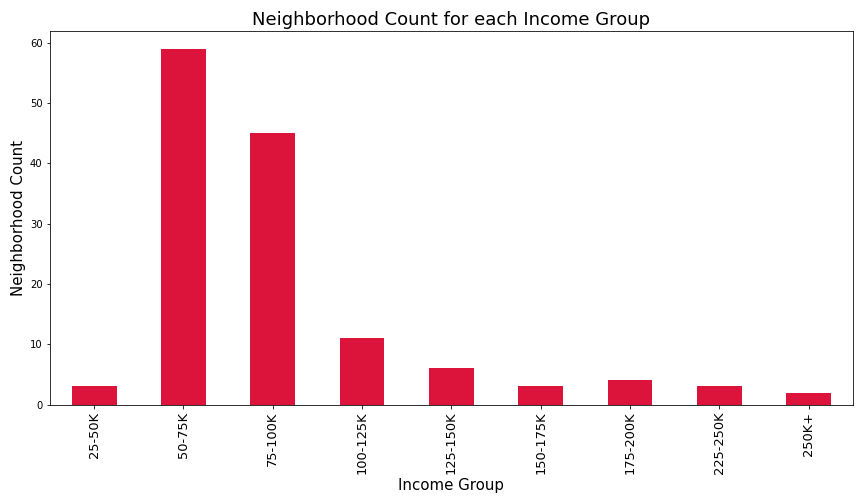 Neighborhood Count for each Income Group
Neighborhood Count
60
50
40
30
20
10
0
25-50K
50-75K
75-100K
100-125K
125-150K
150-175K
175-200K
225-250K
250K+
Income Group